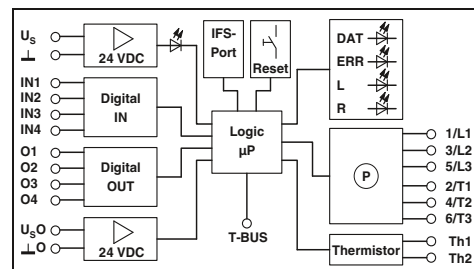 U_S
⊥
24 VDC
IFS-
Port
Reset
DAT
ERR
L
R
IN1
IN2
IN3
IN4
Digital
IN
Logic
µP
O1
O2
O3
O4
Digital
OUT
P
1/L1
3/L2
5/L3
2/T1
4/T2
6/T3
U_SO
⊥O
24 VDC
T-BUS
Thermistor
Th1
Th2